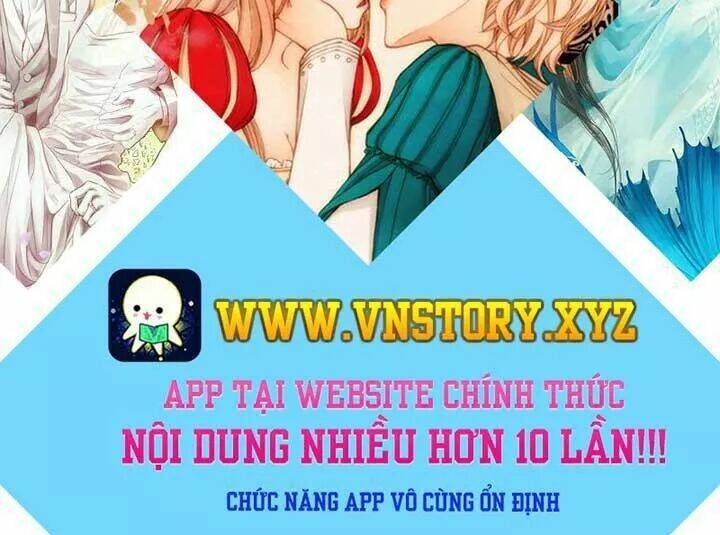 WWW.VNSTORY.XYZ
APP TẠI WEBSITE CHÍNH THỨC
NỘI DUNG NHIỀU HƠN 10 LẦN!!!
CHỨC NĂNG APP VÔ CÙNG ỔN ĐỊNH